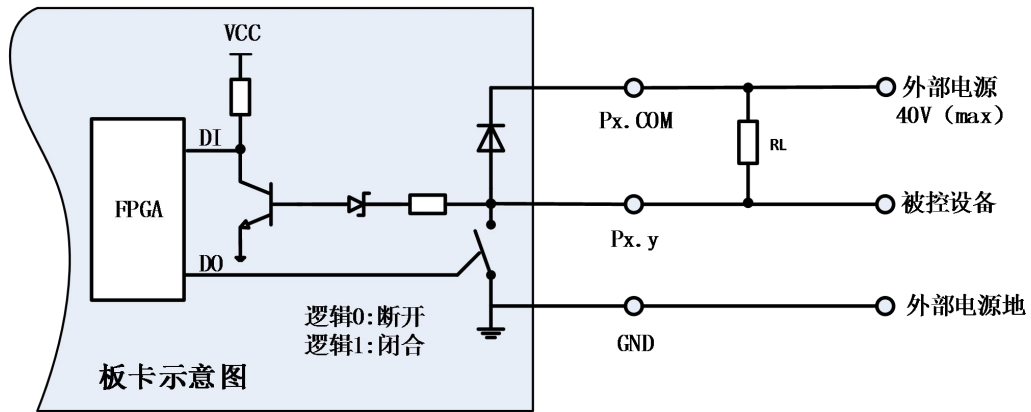 VCC
DI
FPGA
DO
Px.COM
RL
外部电源
40V（max）
Px.y
被控设备
逻辑0:断开
逻辑1:闭合
GND
外部电源地
板卡示意图